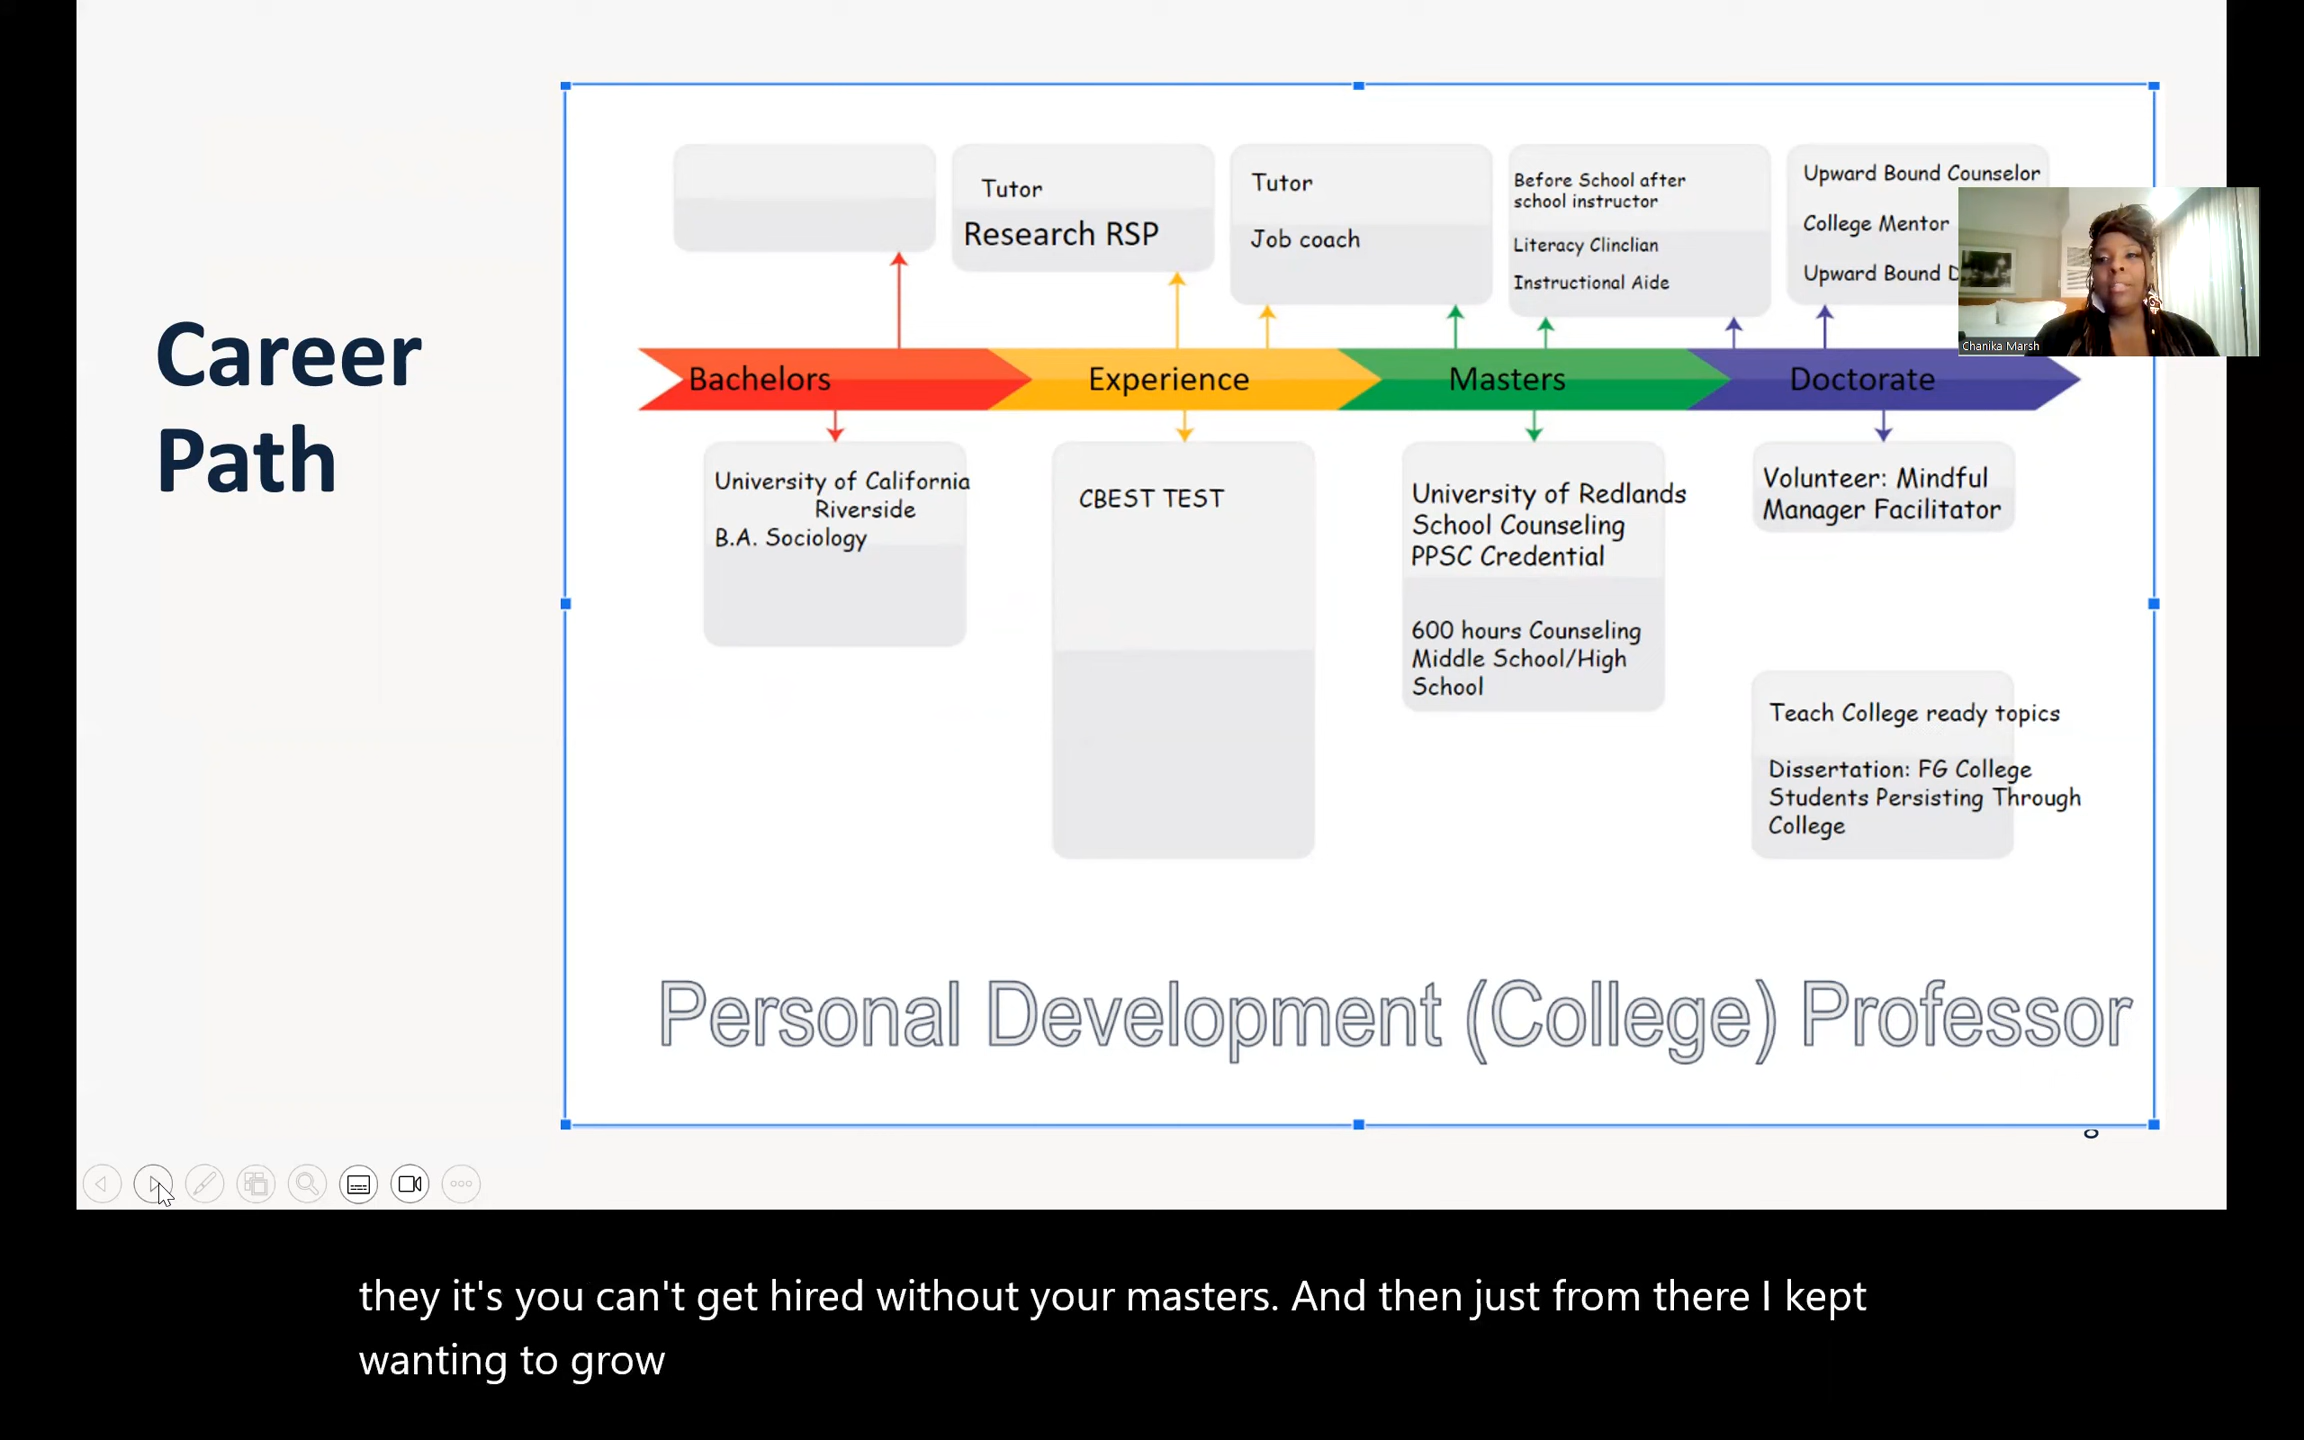 Career
Path
Tutor
Research RSP
Tutor
Job coach
Before School after
school instructor
Literacy Clinclian
Instructional Aide
Upward Bound Counselor
College Mentor
Upward Bound
Chanika Marsh
Bachelors
Experience
Masters
Doctorate
University of California
Riverside
B.A. Sociology
CBEST TEST
University of Redlands
School Counseling
PPSC Credential
600 hours Counseling
Middle School/High
School
Volunteer: Mindful
Manager Facilitator
Teach College ready topics
Dissertation: FG College
Students Persisting Through
College
Personal Development (College) Professor
they it's you can't get hired without your masters. And then just from there I kept
wanting to grow